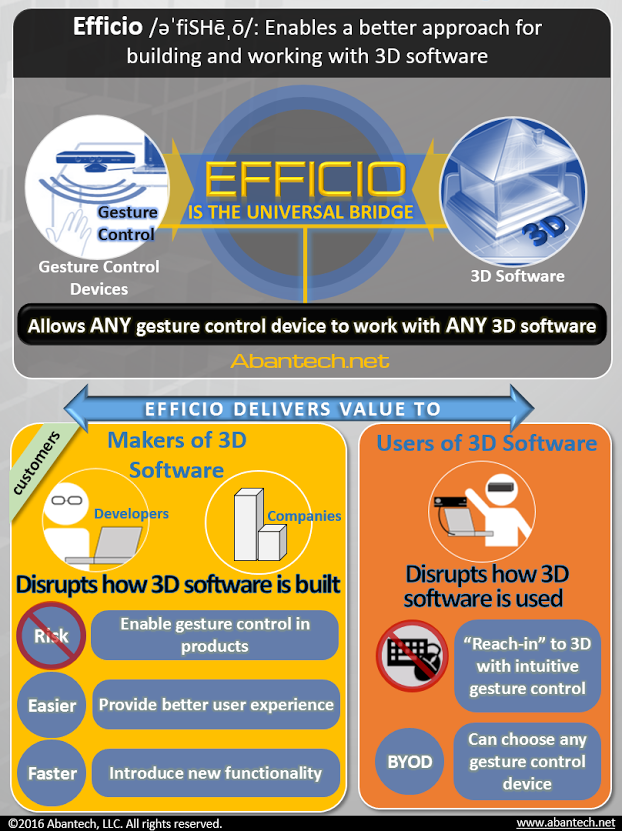 Efficio /əˈfiSHēˌō/: Enables a better approach for
building and working with 3D software
Gesture
Control
Gesture Control
Devices
EFFICIO
IS THE UNIVERSAL BRIDGE
3D
3D Software
Allows ANY gesture control device to work with ANY 3D software
Abantech.net
EFFICIO DELIVERS VALUE TO
customers
Makers of 3D
Software
Developers
Companies
Disrupts how 3D software is built
Risk
Enable gesture control in
products
Easier
Provide better user experience
Faster
Introduce new functionality
Users of 3D Software
Disrupts how 3D
software is used
“Reach-in” to 3D
with intuitive
gesture control
BYOD
Can choose any
gesture control
device
©2016 Abantech, LLC. All rights reserved.
www.abantech.net